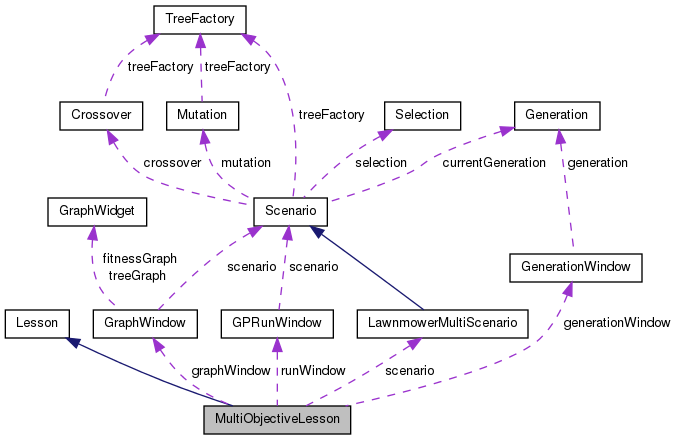 TreeFactory
treeFactory
treeFactory
Crossover
Mutation
treeFactory
Selection
Generation
crossover
mutation
selection
currentGeneration
generation
GraphWidget
Scenario
fitnessGraph
treeGraph
scenario
scenario
GenerationWindow
Lesson
GraphWindow
GPRunWindow
LawnmowerMultiScenario
generationWindow
graphWindow
runWindow
scenario
MultiObjectiveLesson